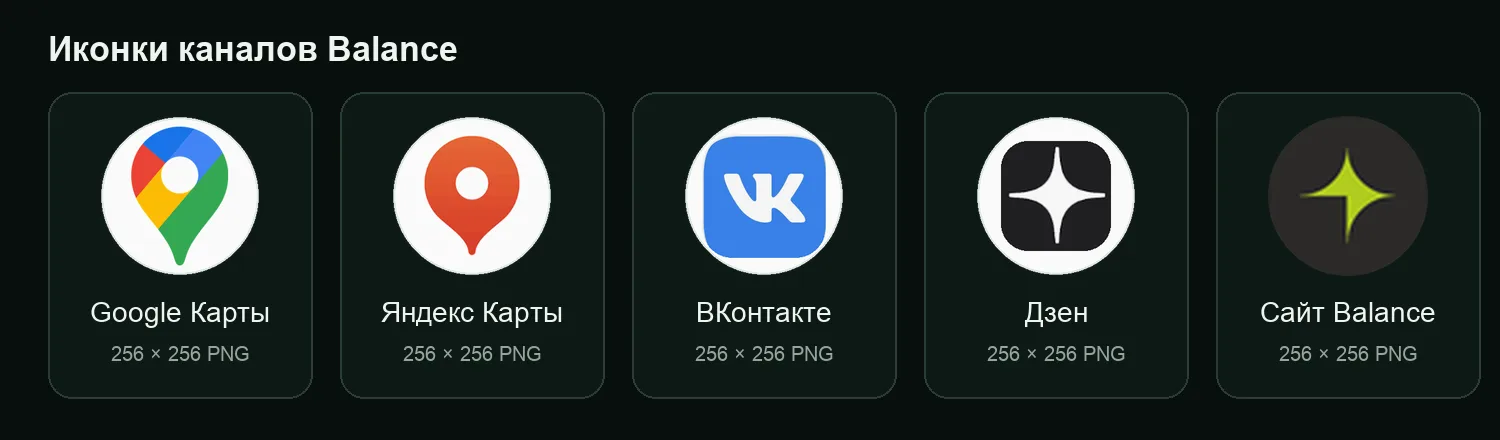 Иконки каналов Balance
Google Карты
256 × 256 PNG
Яндекс Карты
256 × 256 PNG
VK
ВКонтакте
256 × 256 PNG
Дзен
256 × 256 PNG
Сайт Balance
256 × 256 PNG